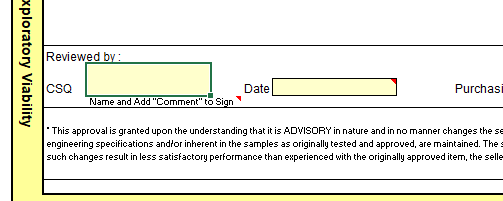 xploratory Viability
Reviewed by :
CSQ
Date
Purchasi
Name and Add "Comment" to Sign
* This approval is granted upon the understanding that it is ADVISORY in nature and in no manner changes the se
engineering specifications and/or inherent in the samples as originally tested and approved, are maintained. The s
such changes result in less satisfactory performance than experienced with the originally approved item, the selle